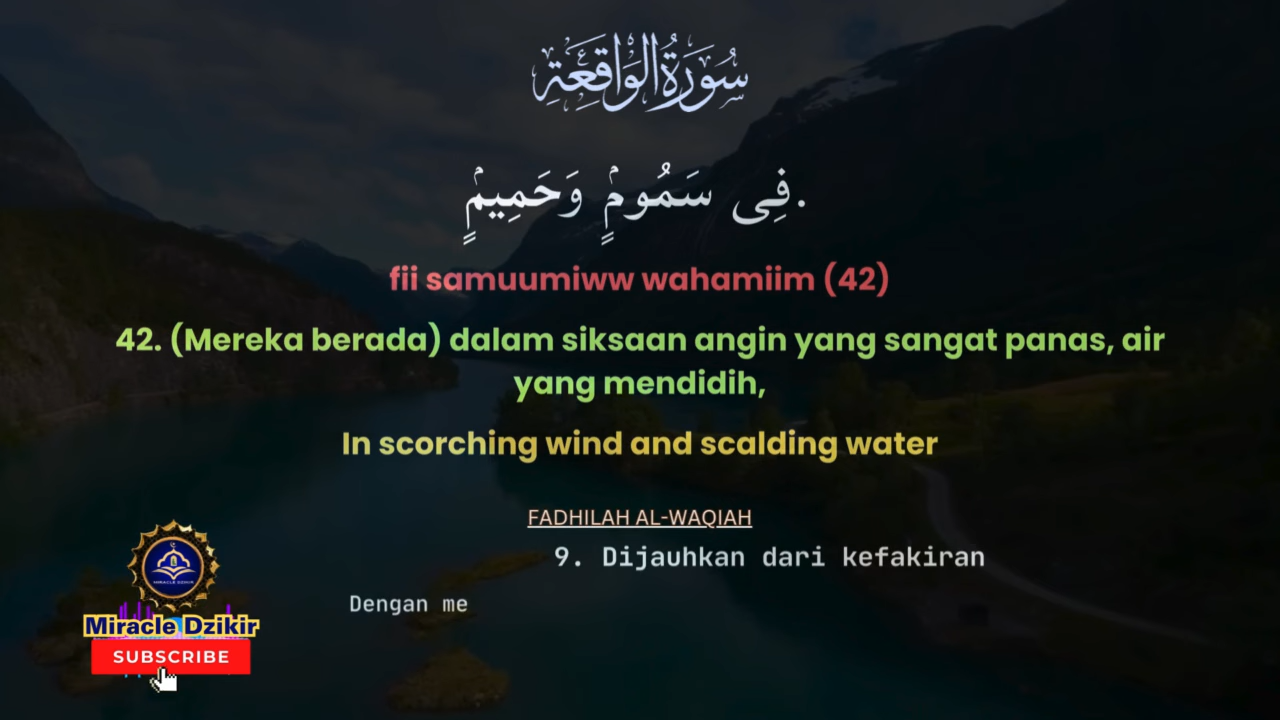 سُورَةُ الْوَاقِعَةِ
فِى سَمُومٍۢ وَحَمِيمٍۢ.
fii samuumiww wahamiim (42)
42. (Mereka berada) dalam siksaan angin yang sangat panas, air
yang mendidih,
In scorching wind and scalding water
FADHILAH AL-WAQIAH
9. Dijauhkan dari kefakiran
Dengan me
MIRACLE DZIKIR
Miracle Dzikir
SUBSCRIBE